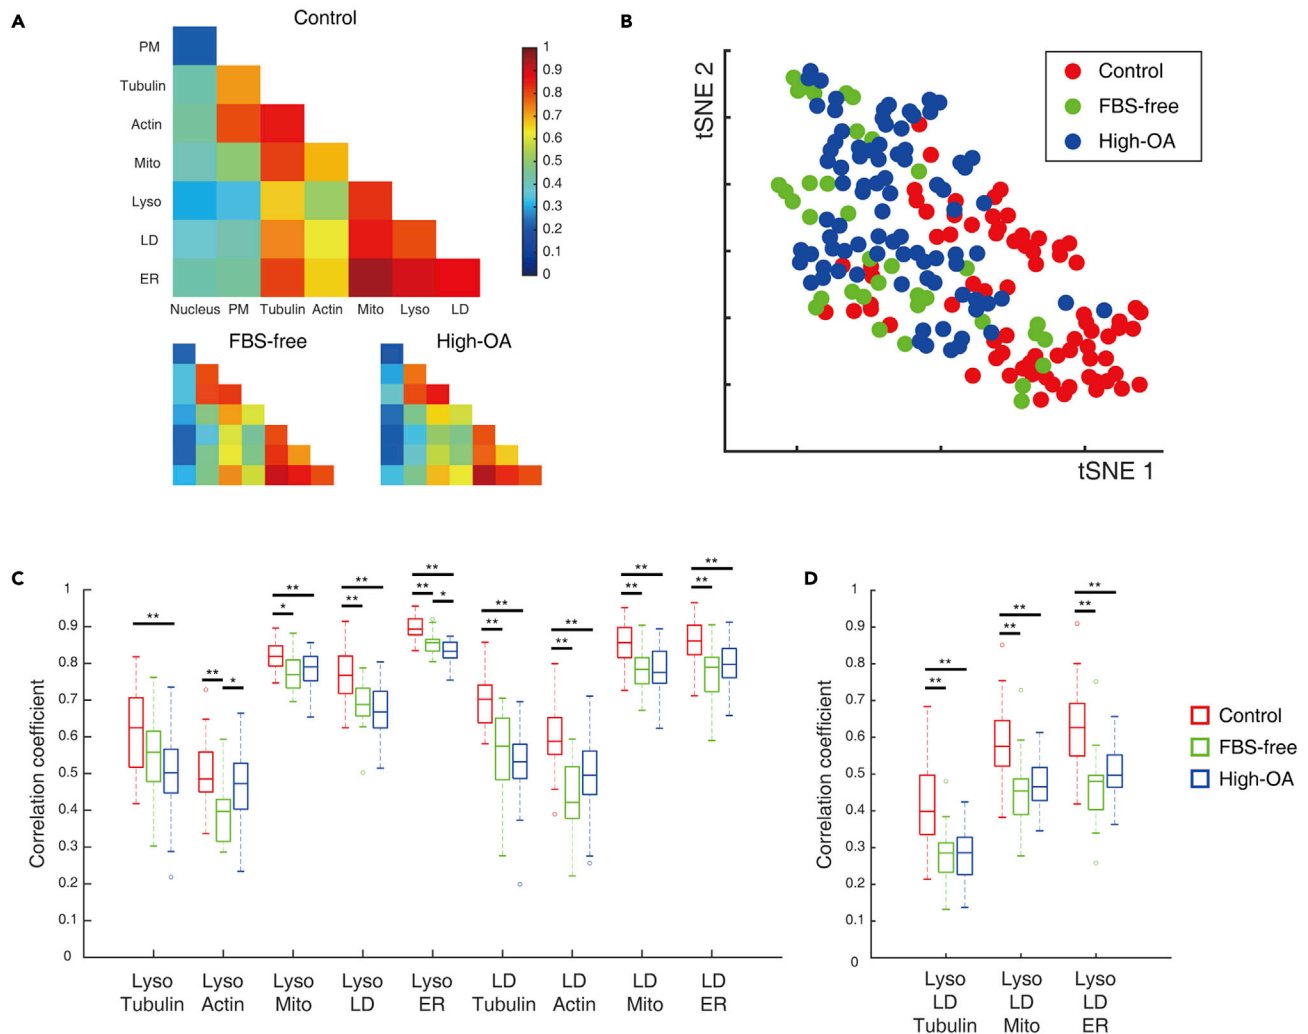 A
Control
PM
Tubulin
Actin
Mito
Lyso
LD
ER
Nucleus PM Tubulin Actin Mito Lyso LD
1
0.9
0.8
0.7
0.6
0.5
0.4
0.3
0.2
0.1
0
FBS-free
High-OA
B
tSNE 2
tSNE 1
Control
FBS-free
High-OA
C
Correlation coefficient
1
0.9
0.8
0.7
0.6
0.5
0.4
0.3
0.2
0.1
0
** ** * ** * ** ** ** ** ** * ** ** ** ** ** ** ** **
Lyso Lyso Lyso Lyso Lyso LD LD LD LD
Tubulin Actin Mito LD ER Tubulin Actin Mito ER
D
Correlation coefficient
1
0.9
0.8
0.7
0.6
0.5
0.4
0.3
0.2
0.1
0
** ** ** ** ** **
Lyso Lyso Lyso
LD LD LD
Tubulin Mito ER
Control
FBS-free
High-OA